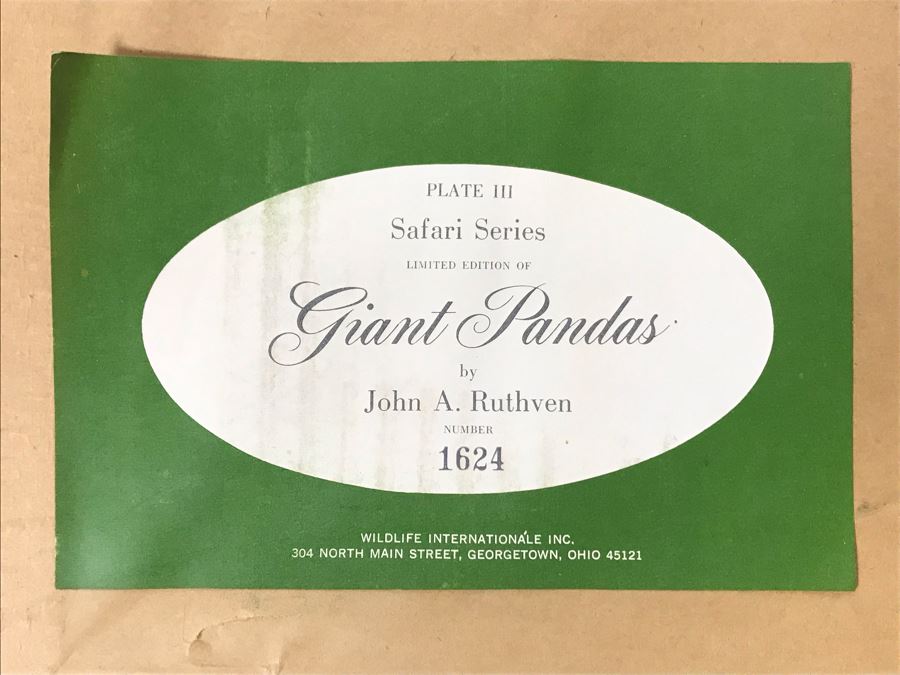 PLATE III
Safari Series
LIMITED EDITION OF
Giant Pandas
by
John A. Ruthven
NUMBER
1624
WILDLIFE INTERNATIONALE INC.
304 NORTH MAIN STREET, GEORGETOWN, OHIO 45121